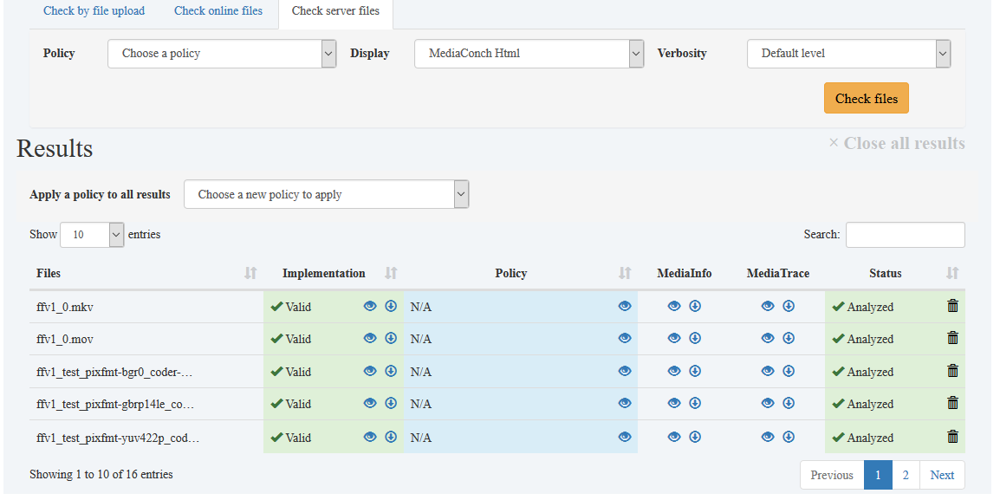 Check by file upload Check online files Check server files
Policy Choose a policy Display MediaConch Html Verbosity Default level
Check files
Results × Close all results
Apply a policy to all results Choose a new policy to apply
Show 10 entries Search:
Files Implementation Policy MediaInfo MediaTrace Status
ffv1_0.mkv Valid N/A Analyzed
ffv1_0.mov Valid N/A Analyzed
ffv1_test_pixfmt-bgr0_coder-... Valid N/A Analyzed
ffv1_test_pixfmt-gbrp14le_co... Valid N/A Analyzed
ffv1_test_pixfmt-yuv422p_cod... Valid N/A Analyzed
Showing 1 to 10 of 16 entries Previous 1 2 Next